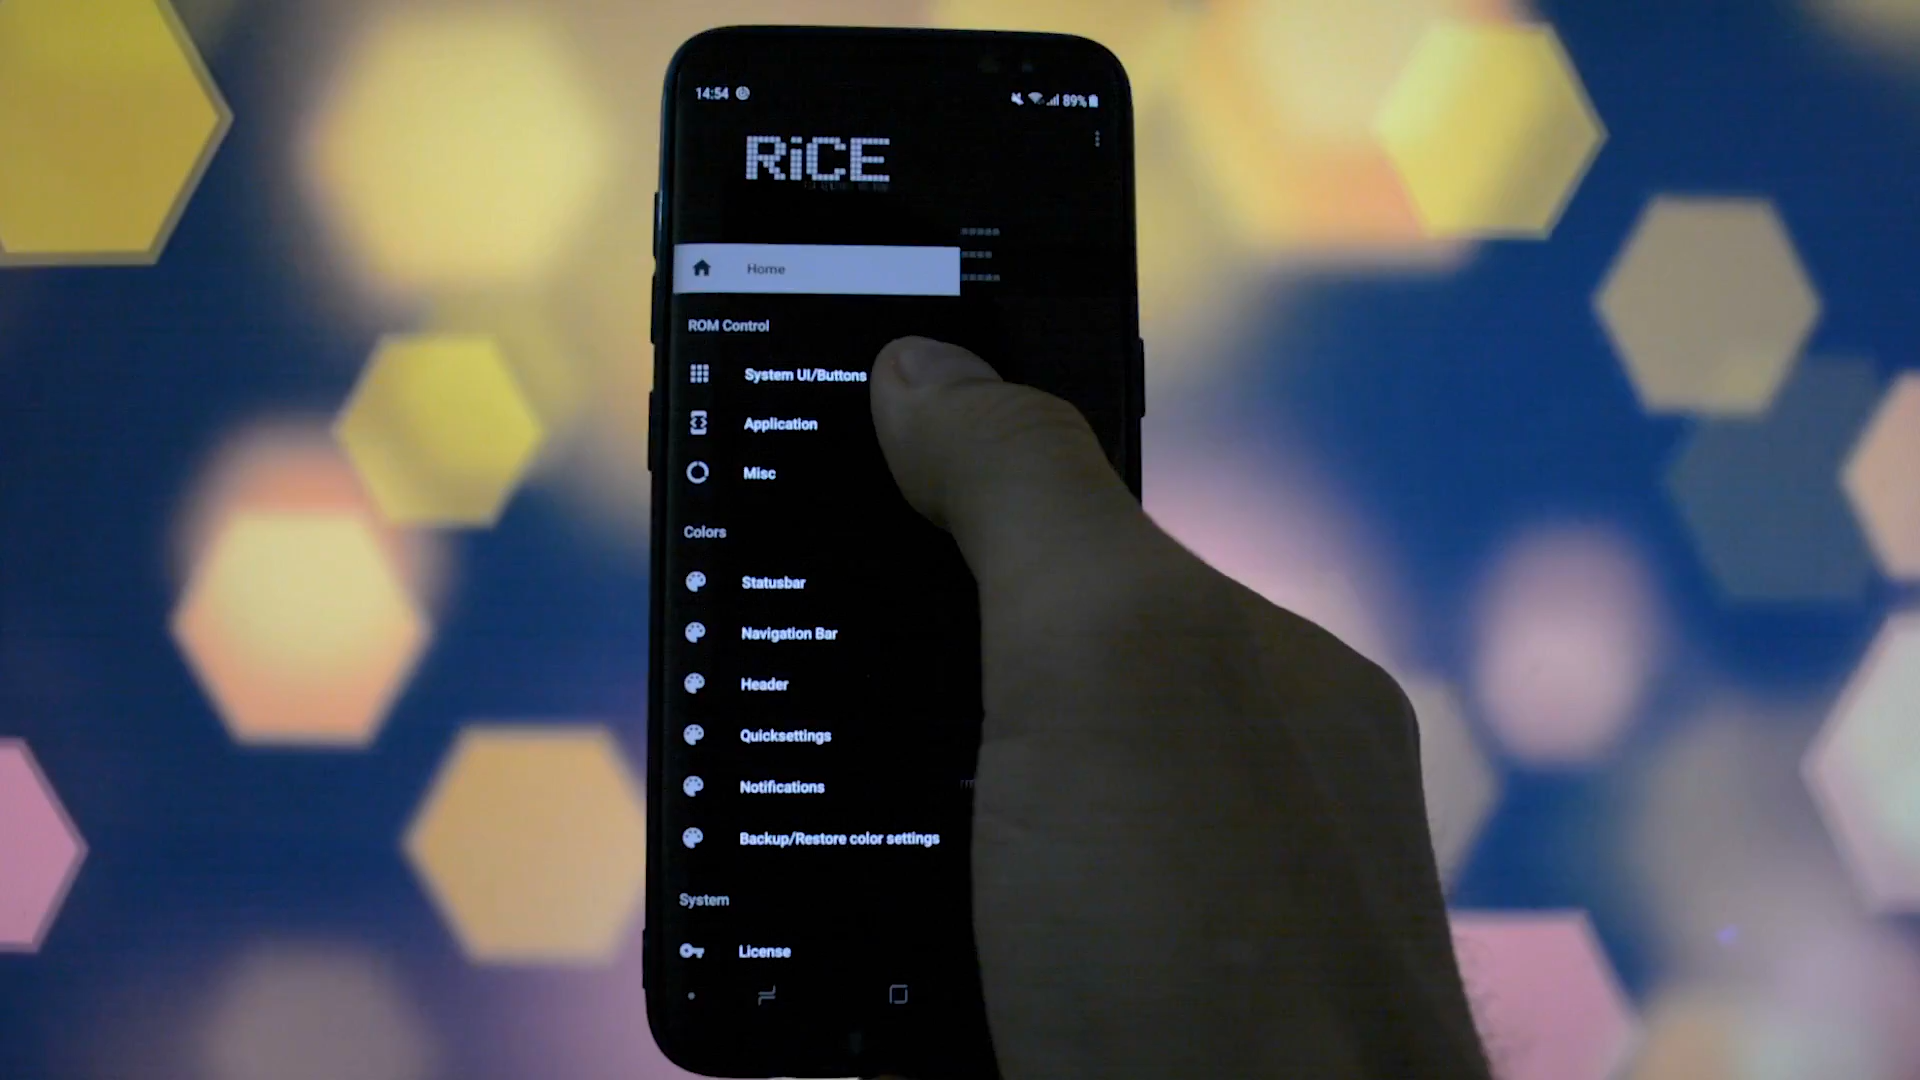 14:54
89%
RiCE
Home
ROM Control
System UI/Buttons
Application
Misc
Colors
Statusbar
Navigation Bar
Header
Quicksettings
Notifications
Backup/Restore color settings
System
License